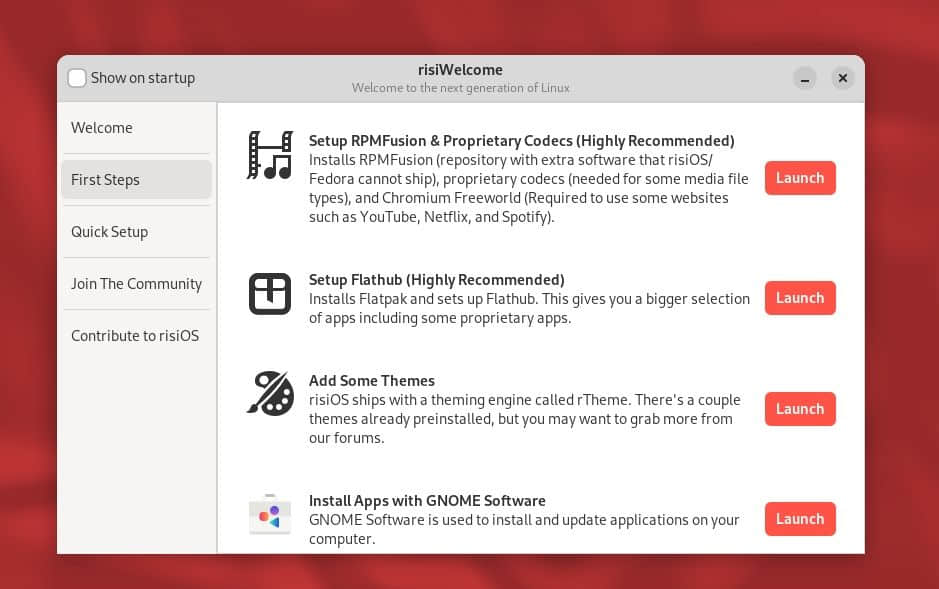 Show on startup
risiWelcome
Welcome to the next generation of Linux
Welcome
First Steps
Quick Setup
Join The Community
Contribute to risiOS
Setup RPMFusion & Proprietary Codecs (Highly Recommended)
Installs RPMFusion (repository with extra software that risiOS/
Fedora cannot ship), proprietary codecs (needed for some media file
types), and Chromium Freeworld (Required to use some websites
such as YouTube, Netflix, and Spotify).
Launch
Setup Flathub (Highly Recommended)
Installs Flatpak and sets up Flathub. This gives you a bigger selection
of apps including some proprietary apps.
Launch
Add Some Themes
risiOS ships with a theming engine called rTheme. There's a couple
themes already preinstalled, but you may want to grab more from
our forums.
Launch
Install Apps with GNOME Software
GNOME Software is used to install and update applications on your
computer.
Launch